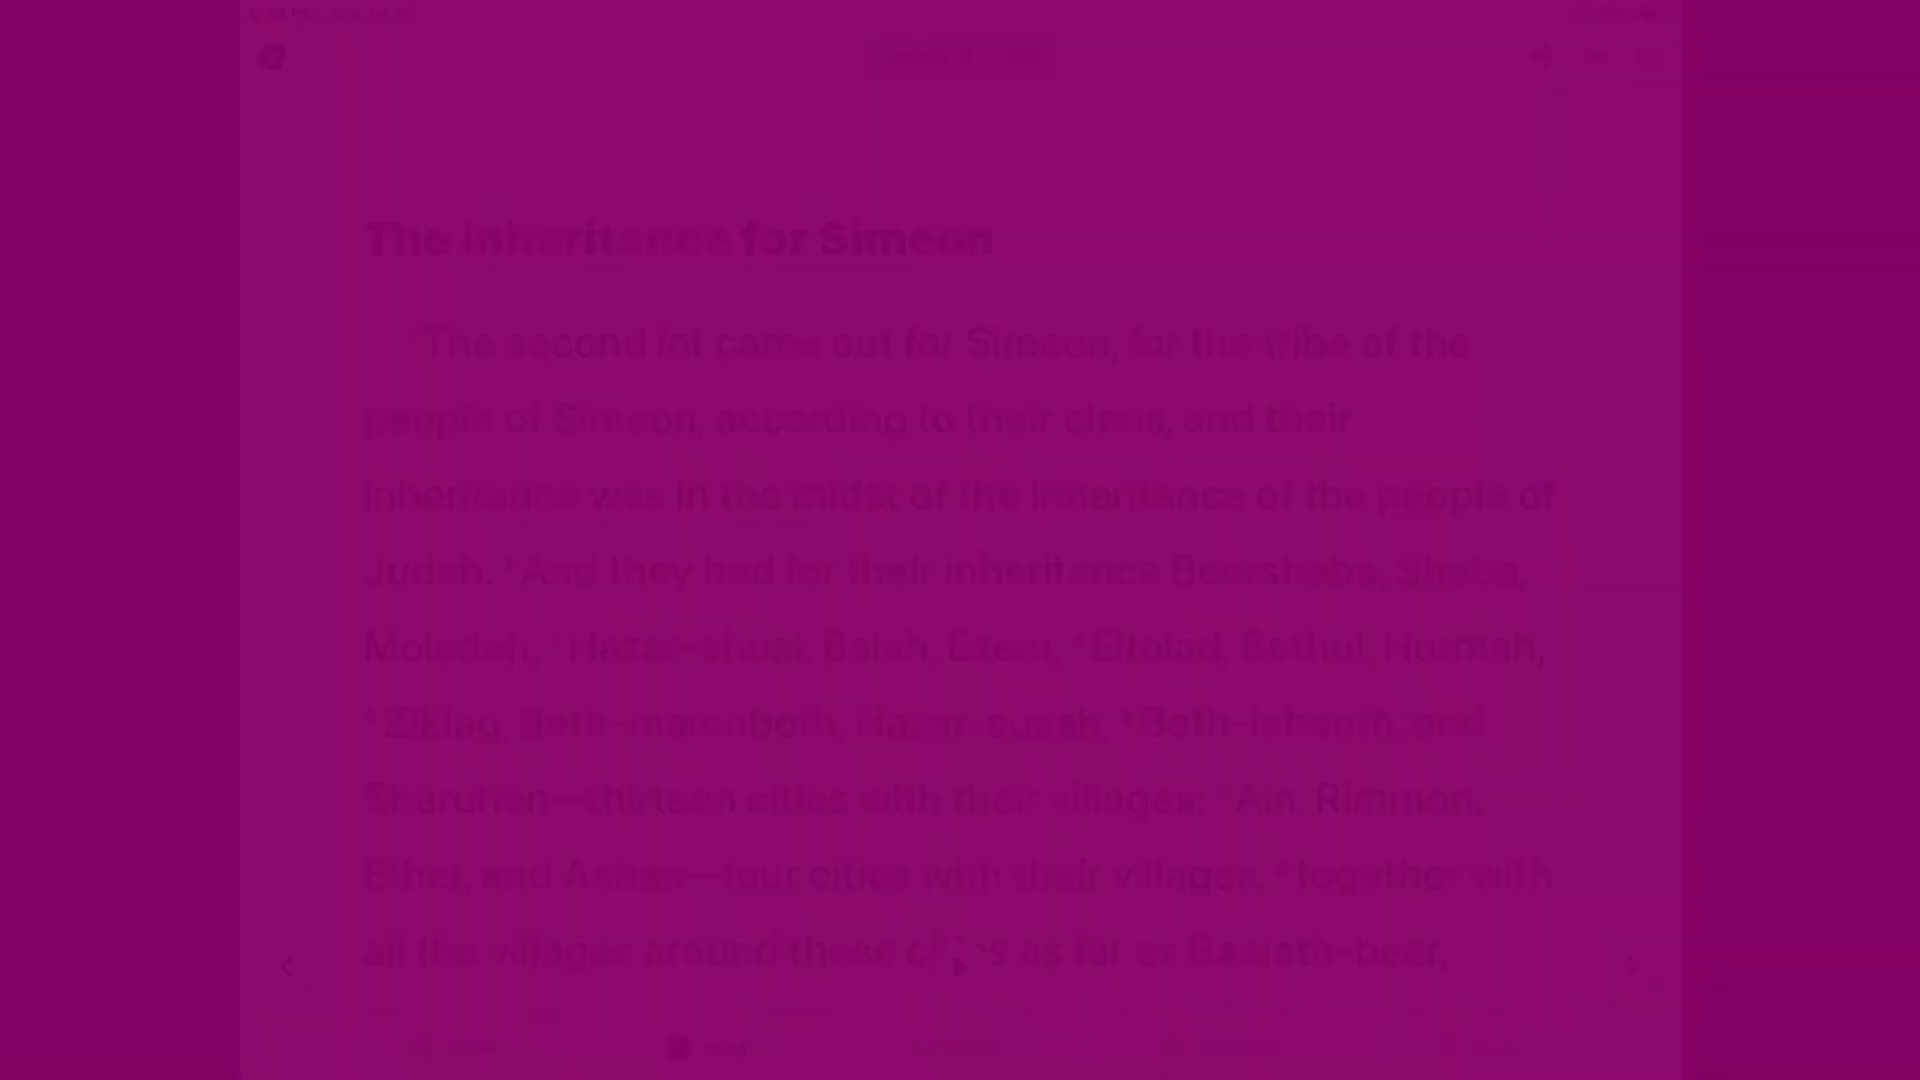 The Inheritance for Simeon
The second lot came out for Simeon, for the tribe of the
people of Simeon, according to their clans, and their
inheritance was in the midst of the inheritance of the people of
Judah. And they had for their inheritance Beersheba, Sheba,
Moladah, Hazar-shual, Balah, Ezem, Eltolad, Bethul, Hormah,
Ziklag, Beth-marcaboth, Hazar-susah, Beth-lebaoth, and
Sharuhen—thirteen cities with their villages; Ain, Rimmon,
Ether, and Ashan—four cities with their villages, together with
all the villages around these cities as far as Baalath-beer,